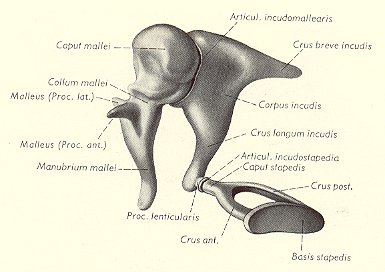 Articul. incudomallearis
Caput mallei
Crus breve incudis
Collum mallei
Malleus (Proc. lat.)
Corpus incudis
Crus longum incudis
Malleus (Proc. ant.)
Articul. incudostapedia
Manubrium mallei
Caput stapedis
Crus post.
Proc. lenticularis
Crus ant.
Basis stapedis